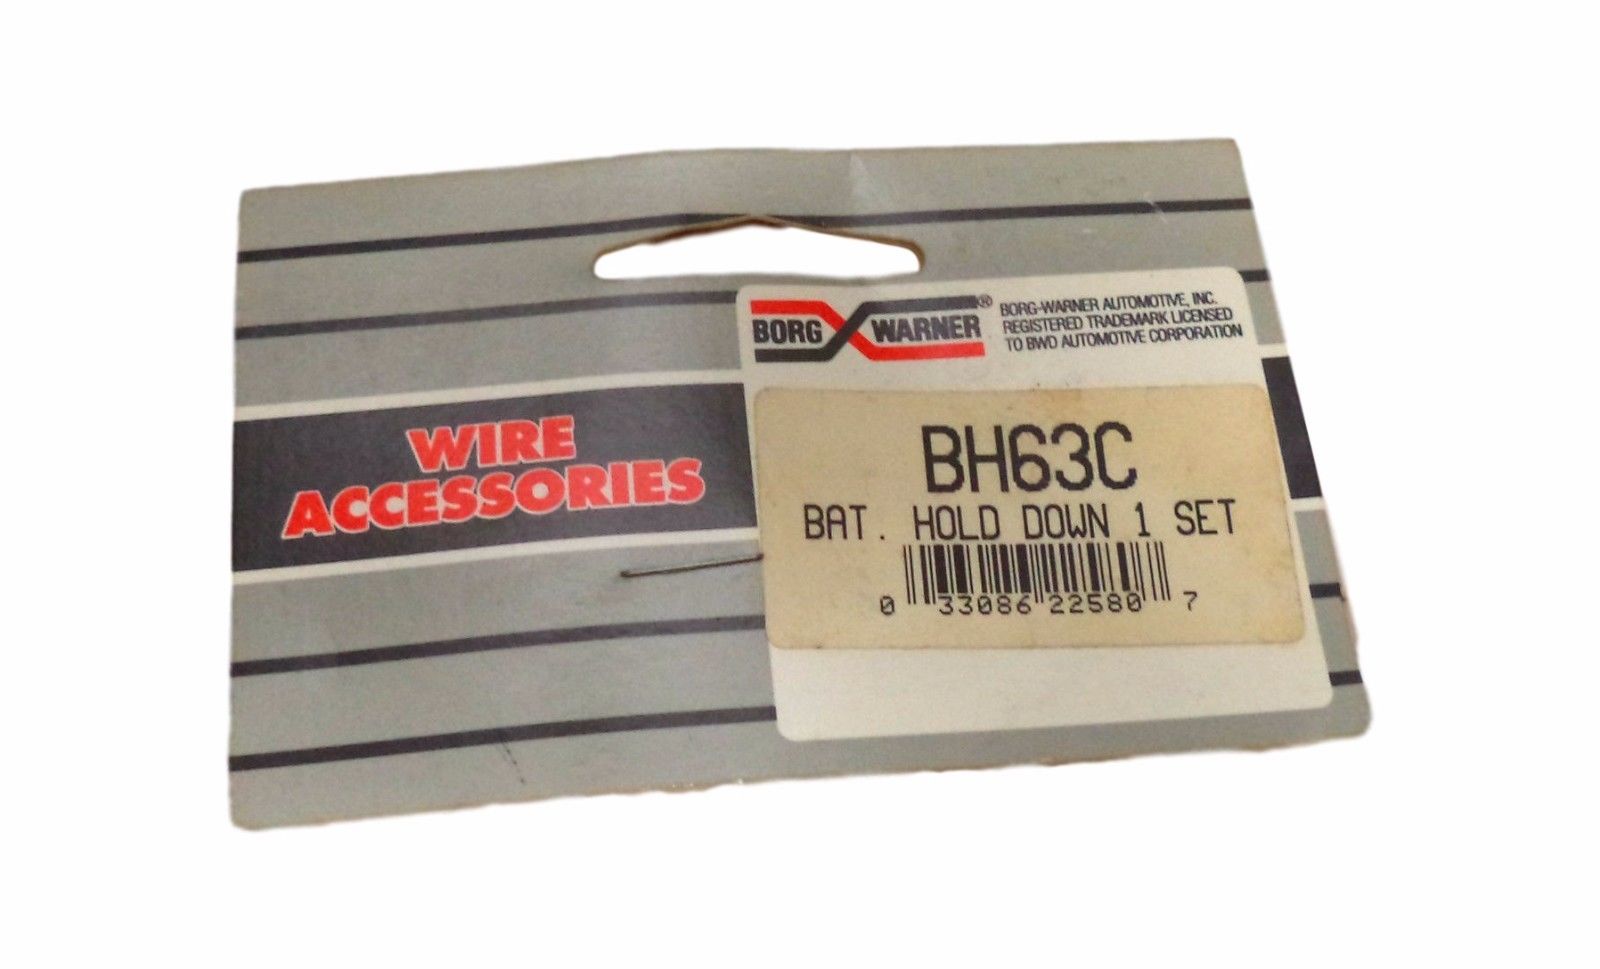 BORG WARNER®
BORG-WARNER AUTOMOTIVE, INC.
REGISTERED TRADEMARK LICENSED
TO BWD AUTOMOTIVE CORPORATION
WIRE
ACCESSORIES
BH63C
BAT. HOLD DOWN 1 SET
0 33086 22580 7